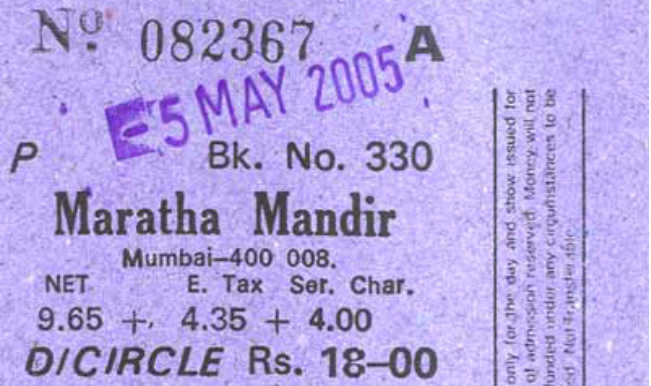 Nº 082367 A
-5 MAY 2005
P Bk. No. 330
Maratha Mandir
Mumbai–400 008.
NET E. Tax Ser. Char.
9.65 + 4.35 + 4.00
D/CIRCLE Rs. 18–00
only for the day and show issued for
of admission reserved. Money will not
funded under any circumstances to be
d. Not Transferable.